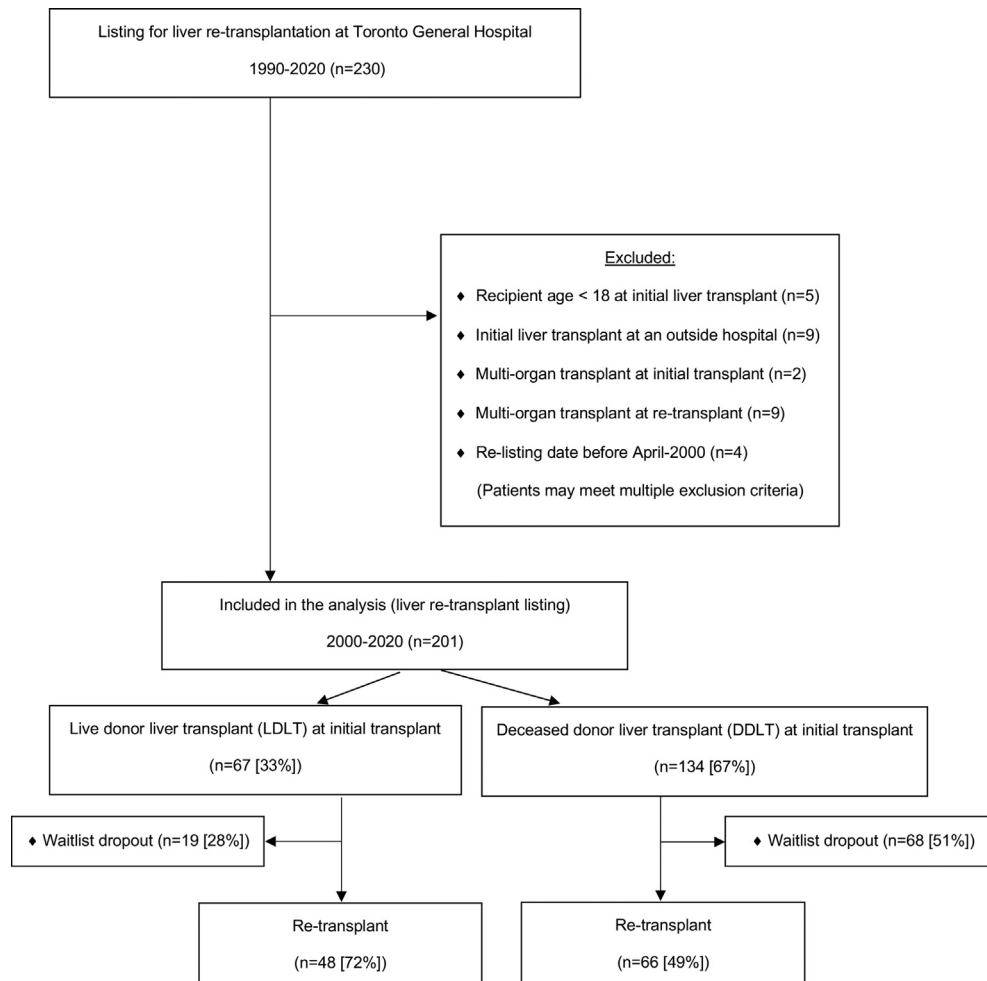 Listing for liver re-transplantation at Toronto General Hospital
1990-2020 (n=230)
Excluded:
♦ Recipient age < 18 at initial liver transplant (n=5)
♦ Initial liver transplant at an outside hospital (n=9)
♦ Multi-organ transplant at initial transplant (n=2)
♦ Multi-organ transplant at re-transplant (n=9)
♦ Re-listing date before April-2000 (n=4)
(Patients may meet multiple exclusion criteria)
Included in the analysis (liver re-transplant listing)
2000-2020 (n=201)
Live donor liver transplant (LDLT) at initial transplant
(n=67 [33%])
Deceased donor liver transplant (DDLT) at initial transplant
(n=134 [67%])
♦ Waitlist dropout (n=19 [28%])
♦ Waitlist dropout (n=68 [51%])
Re-transplant
(n=48 [72%])
Re-transplant
(n=66 [49%])